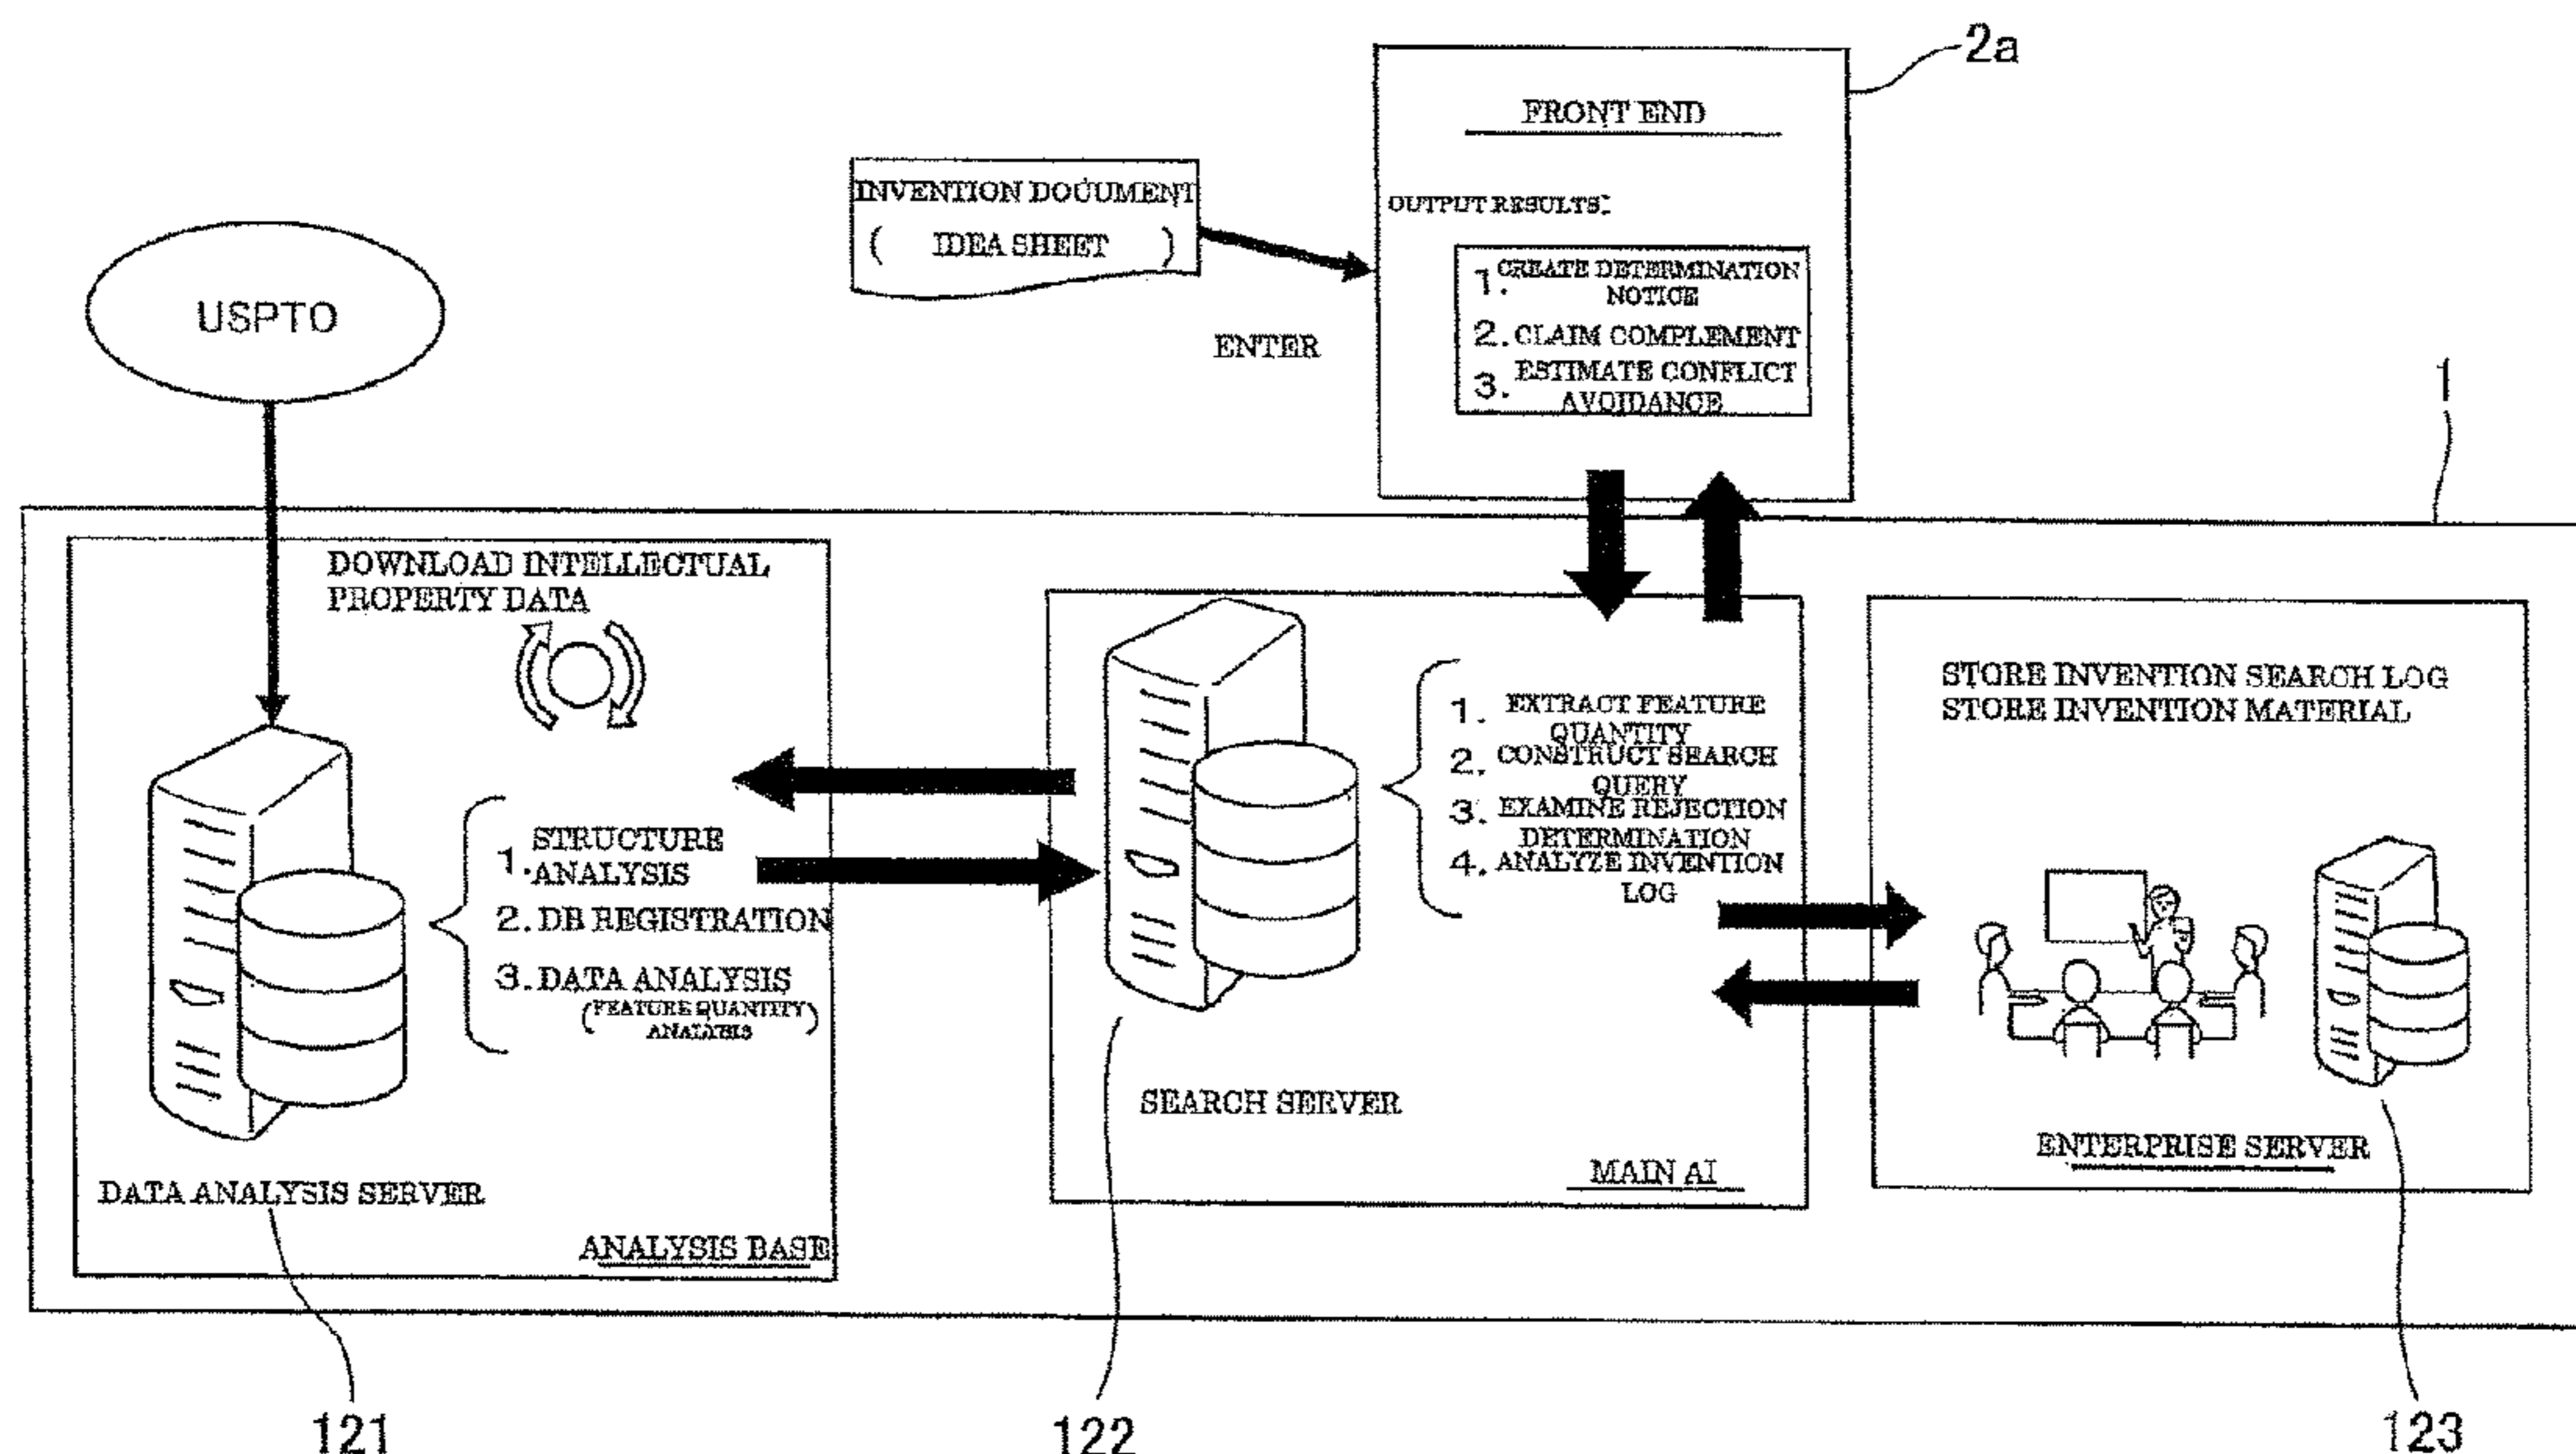 2a
FRONT END
INVENTION DOCUMENT
( IDEA SHEET )
OUTPUT RESULTS:
ENTER
1. CREATE DETERMINATION
NOTICE
2. CLAIM COMPLEMENT
3. ESTIMATE CONFLICT
AVOIDANCE
USPTO
1
DOWNLOAD INTELLECTUAL
PROPERTY DATA
1. STRUCTURE
ANALYSIS
2. DB REGISTRATION
3. DATA ANALYSIS
(FEATURE QUANTITY
ANALYSIS)
DATA ANALYSIS SERVER
ANALYSIS BASE
1. EXTRACT FEATURE
QUANTITY
2. CONSTRUCT SEARCH
QUERY
3. EXAMINE REJECTION
DETERMINATION
4. ANALYZE INVENTION
LOG
SEARCH SERVER
MAIN AI
STORE INVENTION SEARCH LOG
STORE INVENTION MATERIAL
ENTERPRISE SERVER
121
122
123